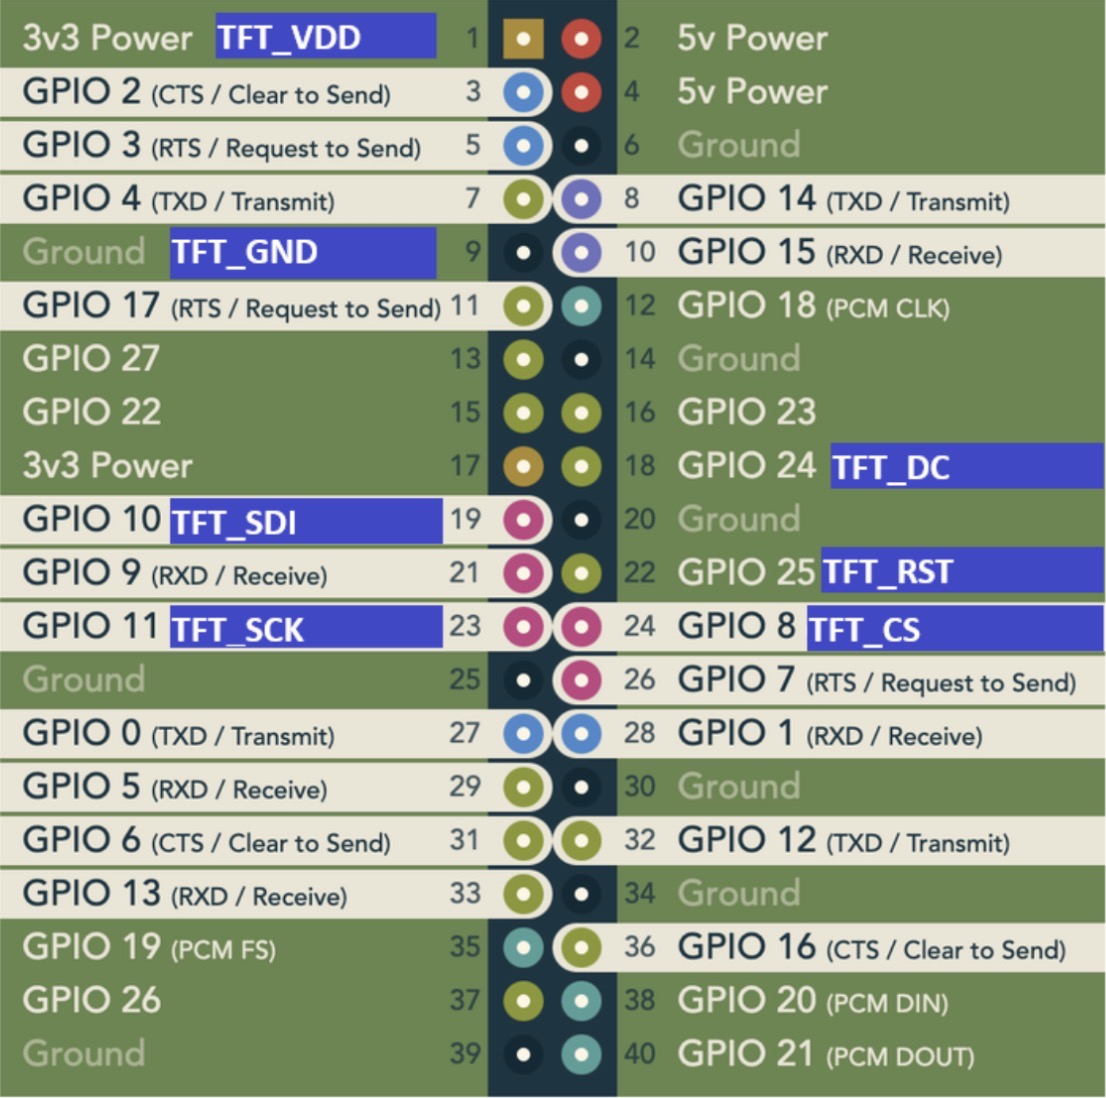 3v3 Power TFT_VDD 1 2 5v Power
GPIO 2 (CTS / Clear to Send) 3 4 5v Power
GPIO 3 (RTS / Request to Send) 5 6 Ground
GPIO 4 (TXD / Transmit) 7 8 GPIO 14 (TXD / Transmit)
Ground TFT_GND 9 10 GPIO 15 (RXD / Receive)
GPIO 17 (RTS / Request to Send) 11 12 GPIO 18 (PCM CLK)
GPIO 27 13 14 Ground
GPIO 22 15 16 GPIO 23
3v3 Power 17 18 GPIO 24 TFT_DC
GPIO 10 TFT_SDI 19 20 Ground
GPIO 9 (RXD / Receive) 21 22 GPIO 25 TFT_RST
GPIO 11 TFT_SCK 23 24 GPIO 8 TFT_CS
Ground 25 26 GPIO 7 (RTS / Request to Send)
GPIO 0 (TXD / Transmit) 27 28 GPIO 1 (RXD / Receive)
GPIO 5 (RXD / Receive) 29 30 Ground
GPIO 6 (CTS / Clear to Send) 31 32 GPIO 12 (TXD / Transmit)
GPIO 13 (RXD / Receive) 33 34 Ground
GPIO 19 (PCM FS) 35 36 GPIO 16 (CTS / Clear to Send)
GPIO 26 37 38 GPIO 20 (PCM DIN)
Ground 39 40 GPIO 21 (PCM DOUT)